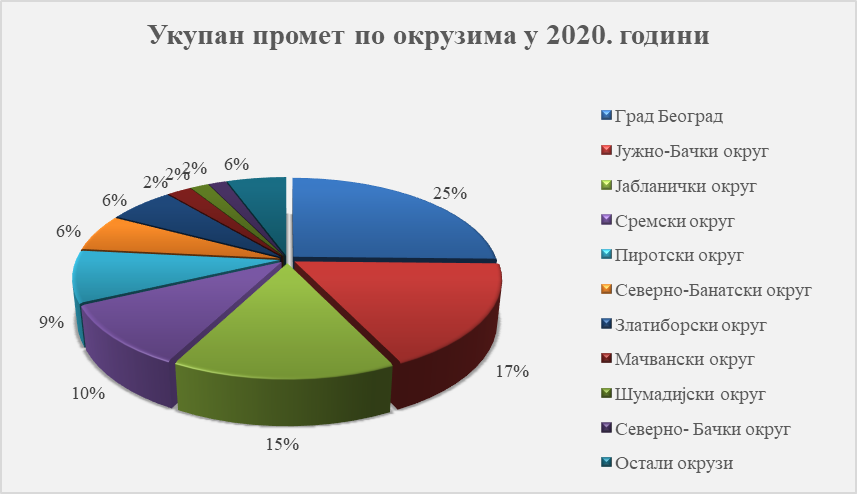 Укупан промет по окрузима у 2020. години
25%
17%
15%
10%
9%
6%
6%
2%
2%
2%
6%
Град Београд
Јужно-Бачки округ
Јабланички округ
Сремски округ
Пиротски округ
Северно-Банатски округ
Златиборски округ
Мачвански округ
Шумадијски округ
Северно- Бачки округ
Остали окрузи